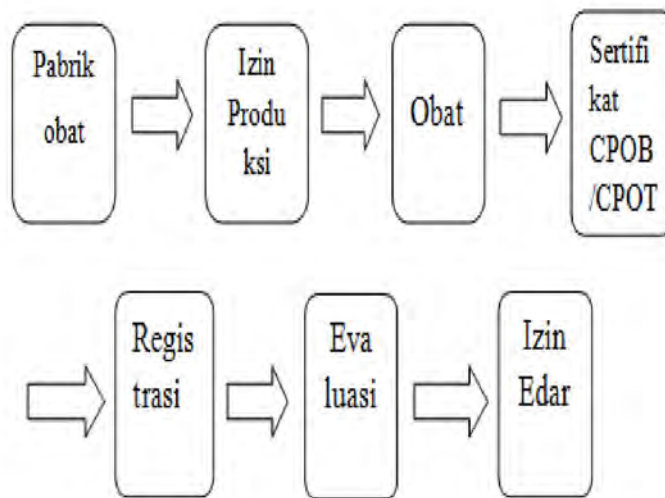 Pabrik
obat
Izin
Produ
ksi
Obat
Sertifi
kat
CPOB
/CPOT
Regis
trasi
Eva
luasi
Izin
Edar